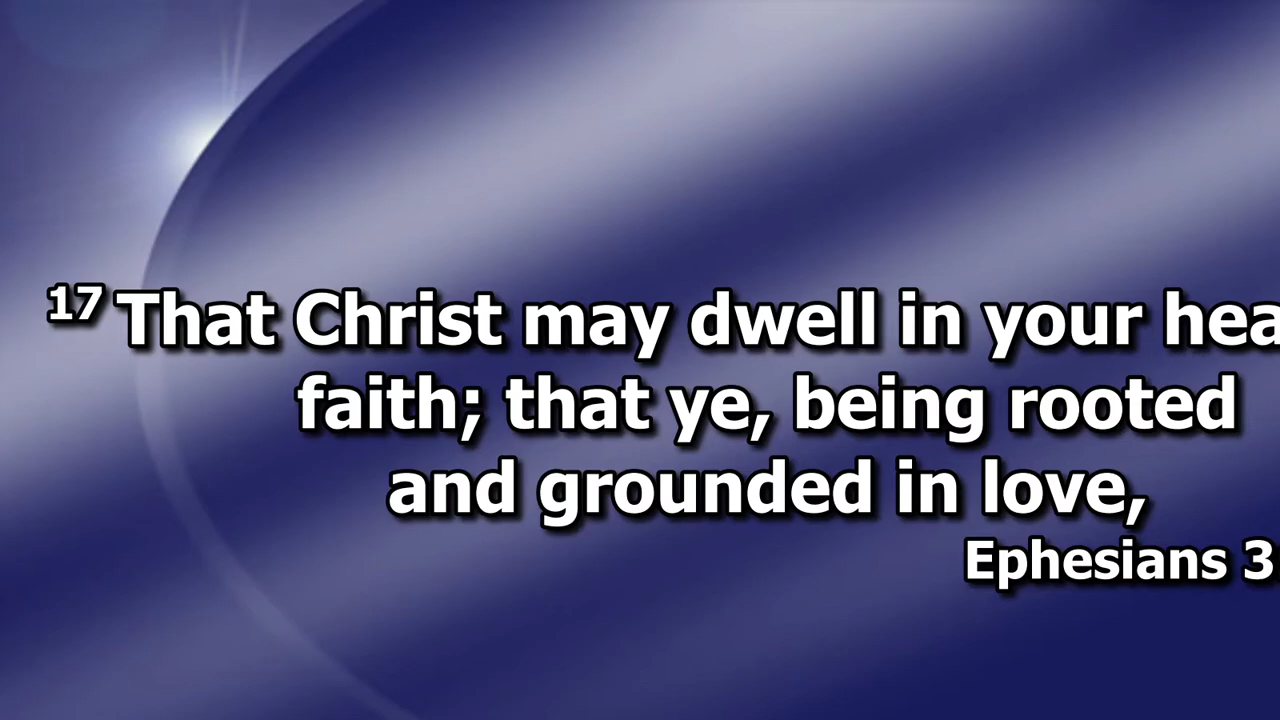 17 That Christ may dwell in your hea
faith; that ye, being rooted
and grounded in love,
Ephesians 3